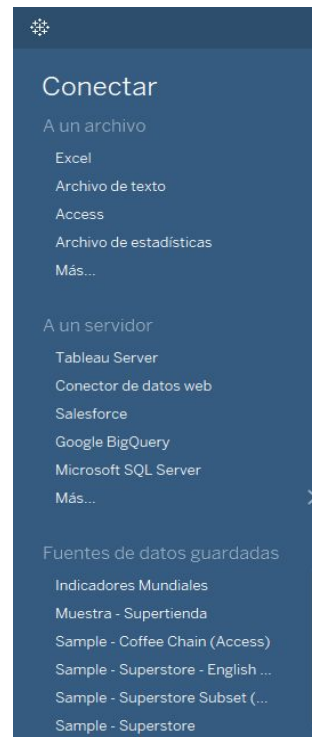 Conectar
A un archivo
Excel
Archivo de texto
Access
Archivo de estadísticas
Más...
A un servidor
Tableau Server
Conector de datos web
Salesforce
Google BigQuery
Microsoft SQL Server
Más...
Fuentes de datos guardadas
Indicadores Mundiales
Muestra - Supertienda
Sample - Coffee Chain (Access)
Sample - Superstore - English ...
Sample - Superstore Subset (...
Sample - Superstore